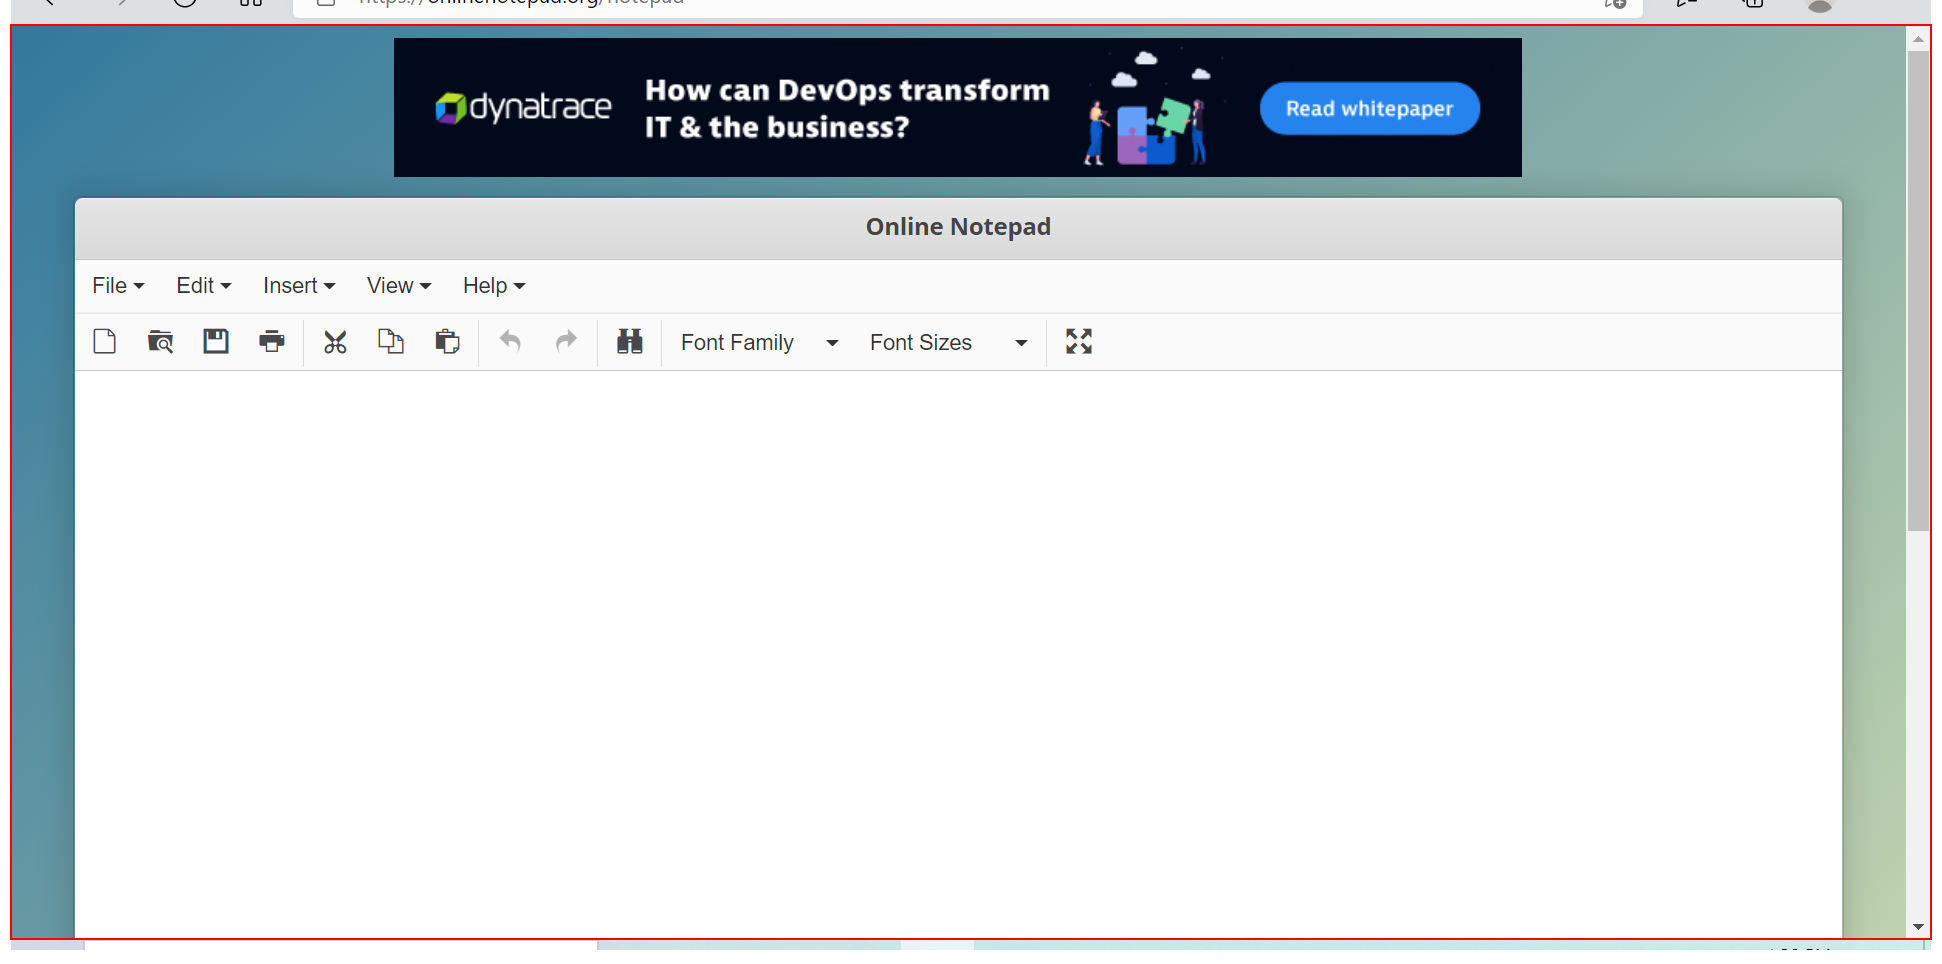 https://onlinenotepad.org/notepad
dynatrace
How can DevOps transform
IT & the business?
Read whitepaper
Online Notepad
File Edit Insert View Help
Font Family Font Sizes